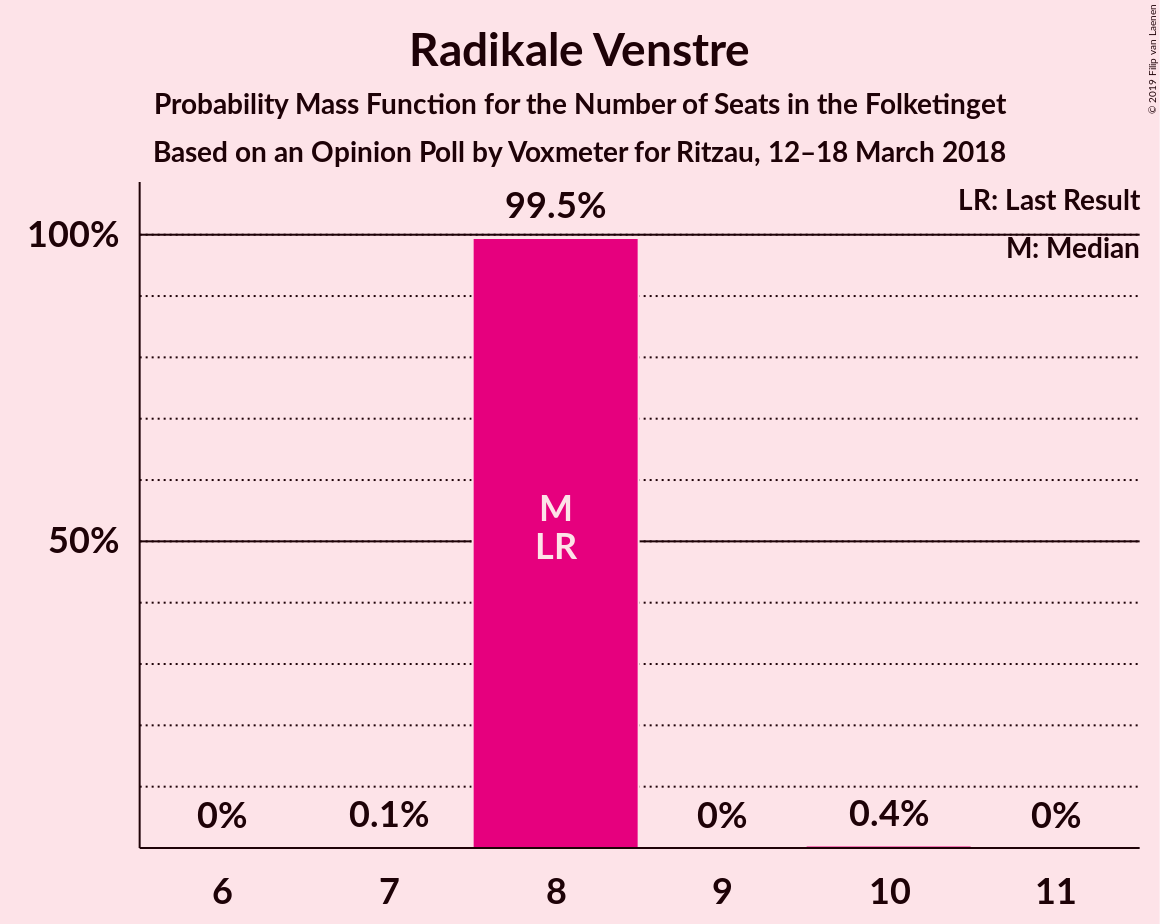 Radikale Venstre
Probability Mass Function for the Number of Seats in the Folketinget
Based on an Opinion Poll by Voxmeter for Ritzau, 12–18 March 2018
© 2019 Filip van Laenen
LR: Last Result
M: Median
99.5%
100%
50%
M
LR
0%
0.1%
0%
0.4%
0%
6
7
8
9
10
11